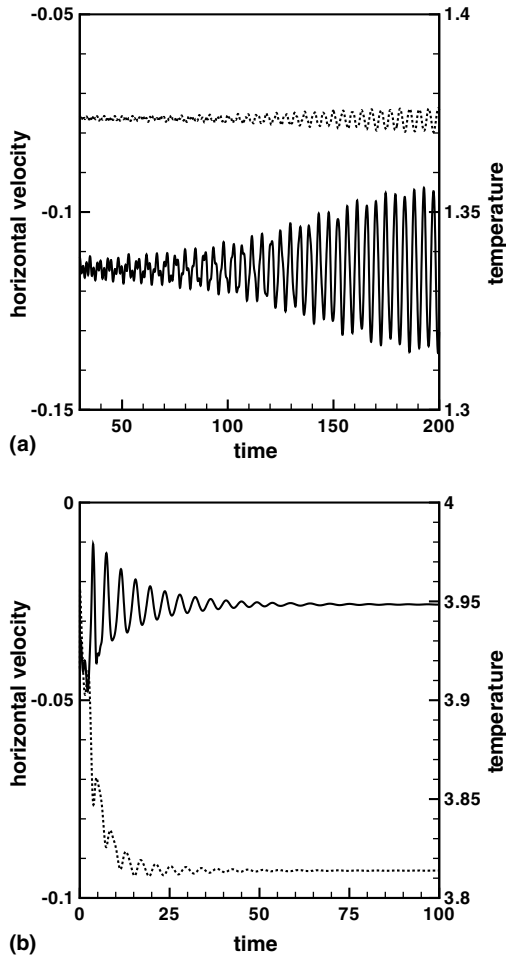 -0.05
1.4
-0.1
1.35
-0.15
1.3
50
100
150
200
horizontal velocity
temperature
time
(a)
0
4
3.95
-0.05
3.9
3.85
-0.1
3.8
0
25
50
75
100
horizontal velocity
temperature
time
(b)